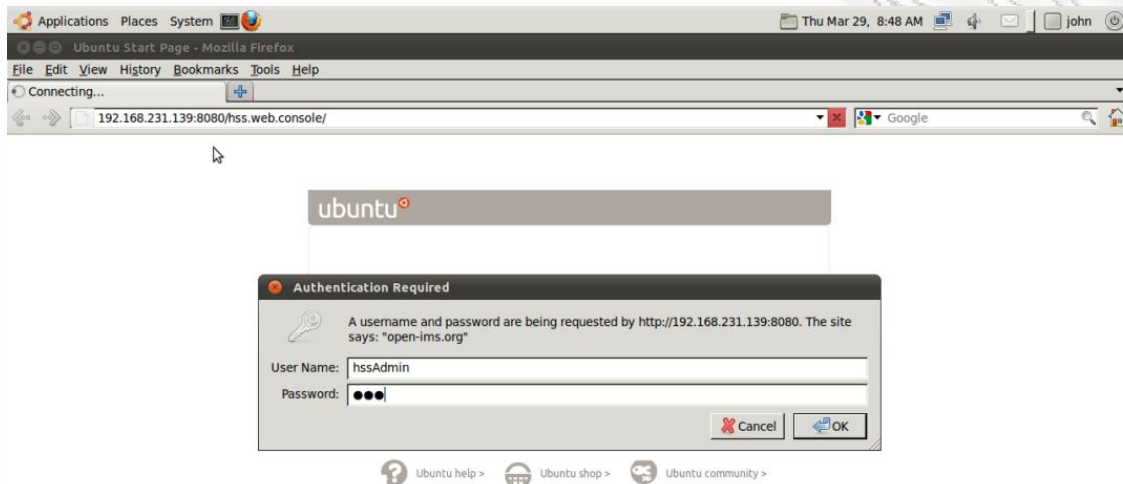 Applications Places System Thu Mar 29, 8:48 AM john
Ubuntu Start Page - Mozilla Firefox
File Edit View History Bookmarks Tools Help
Connecting...
192.168.231.139:8080/hss.web.console/ Google
ubuntu
Authentication Required
A username and password are being requested by http://192.168.231.139:8080. The site
says: "open-ims.org"
User Name: hssAdmin
Password: ●●●
Cancel OK
Ubuntu help > Ubuntu shop > Ubuntu community >